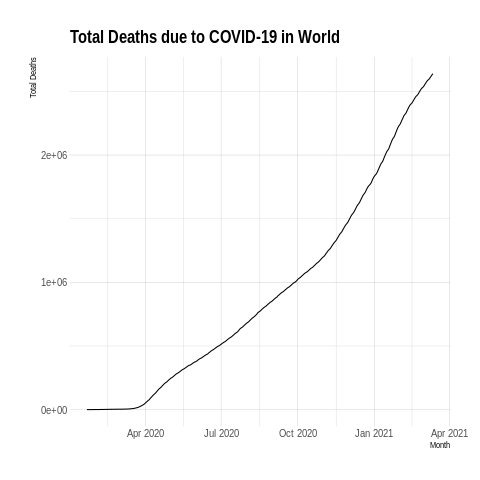 Total Deaths due to COVID-19 in World
Total Deaths
2e+06
1e+06
0e+00
Apr 2020 Jul 2020 Oct 2020 Jan 2021 Apr 2021
Month